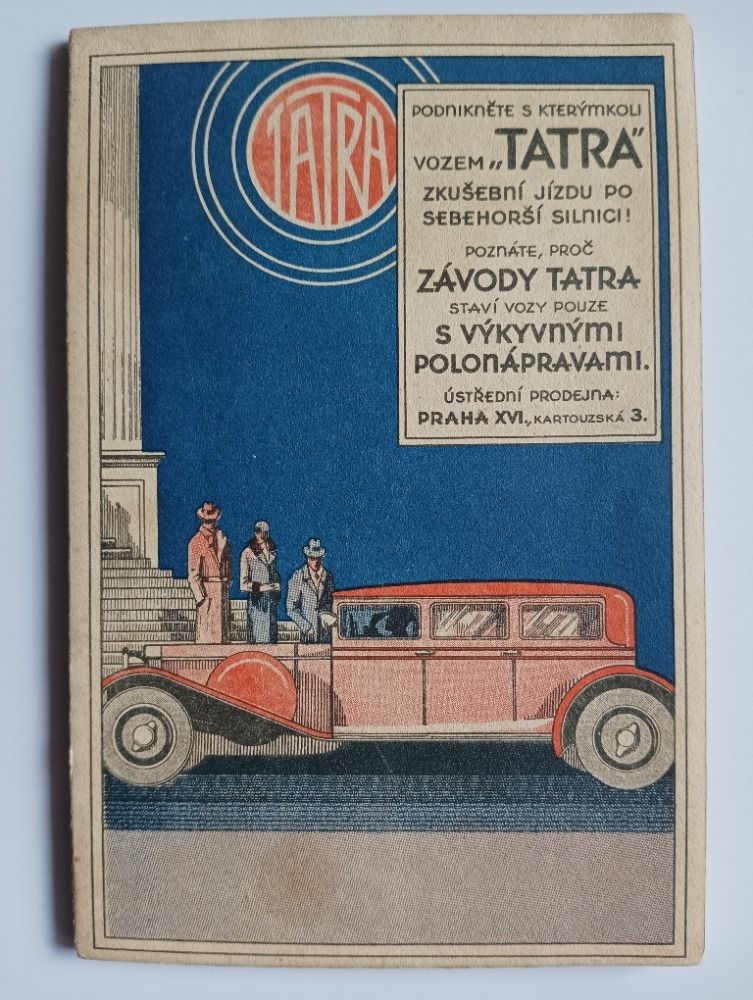 TATRA
PODNIKNĚTE S KTERÝMKOLI
VOZEM „TATRA"
ZKUŠEBNÍ JÍZDU PO
SEBEHORŠÍ SILNICI!
POZNÁTE, PROČ
ZÁVODY TATRA
STAVÍ VOZY POUZE
S VÝKYVNÝMI
POLONÁPRAVAMI.
ÚSTŘEDNÍ PRODEJNA:
PRAHA XVI., KARTOUZSKÁ 3.